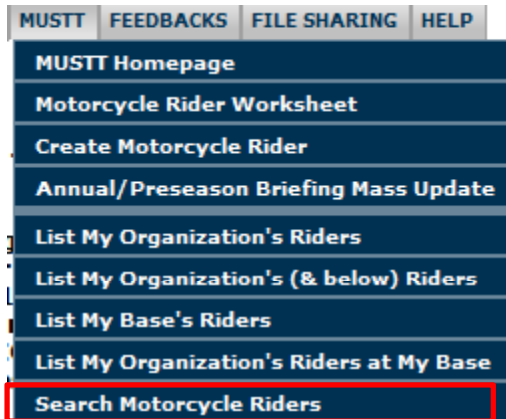 MUSTT FEEDBACKS FILE SHARING HELP
MUSTT Homepage
Motorcycle Rider Worksheet
Create Motorcycle Rider
Annual/Preseason Briefing Mass Update
List My Organization's Riders
List My Organization's (& below) Riders
List My Base's Riders
List My Organization's Riders at My Base
Search Motorcycle Riders